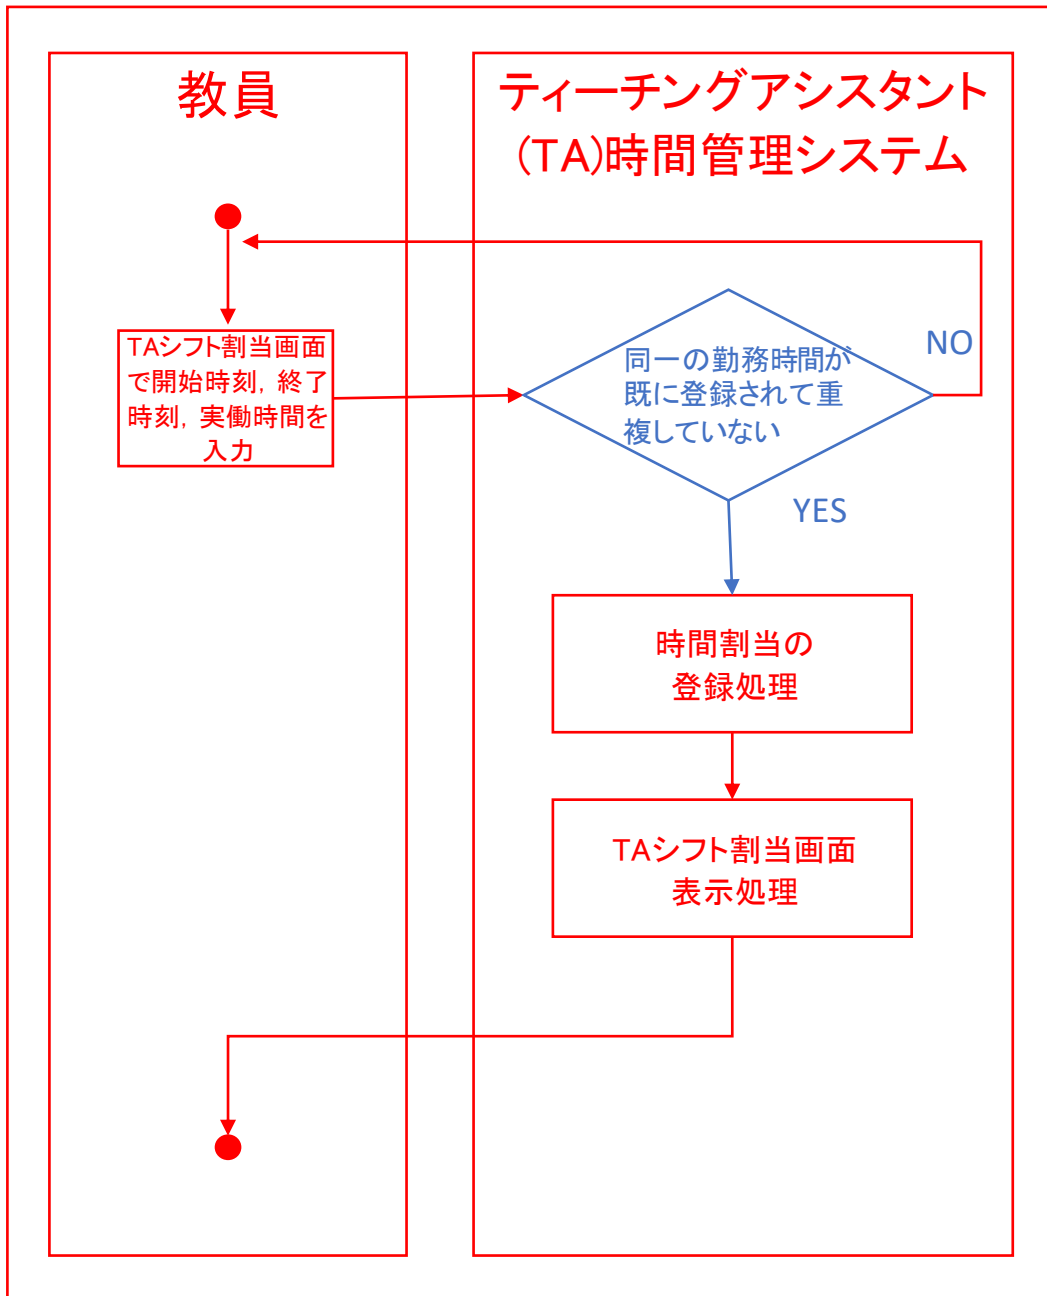 教員
ティーチングアシスタント
(TA)時間管理システム
TAシフト割当画面
で開始時刻，終了
時刻，実働時間を
入力
同一の勤務時間が
既に登録されて重
複していない
NO
YES
時間割当の
登録処理
TAシフト割当画面
表示処理